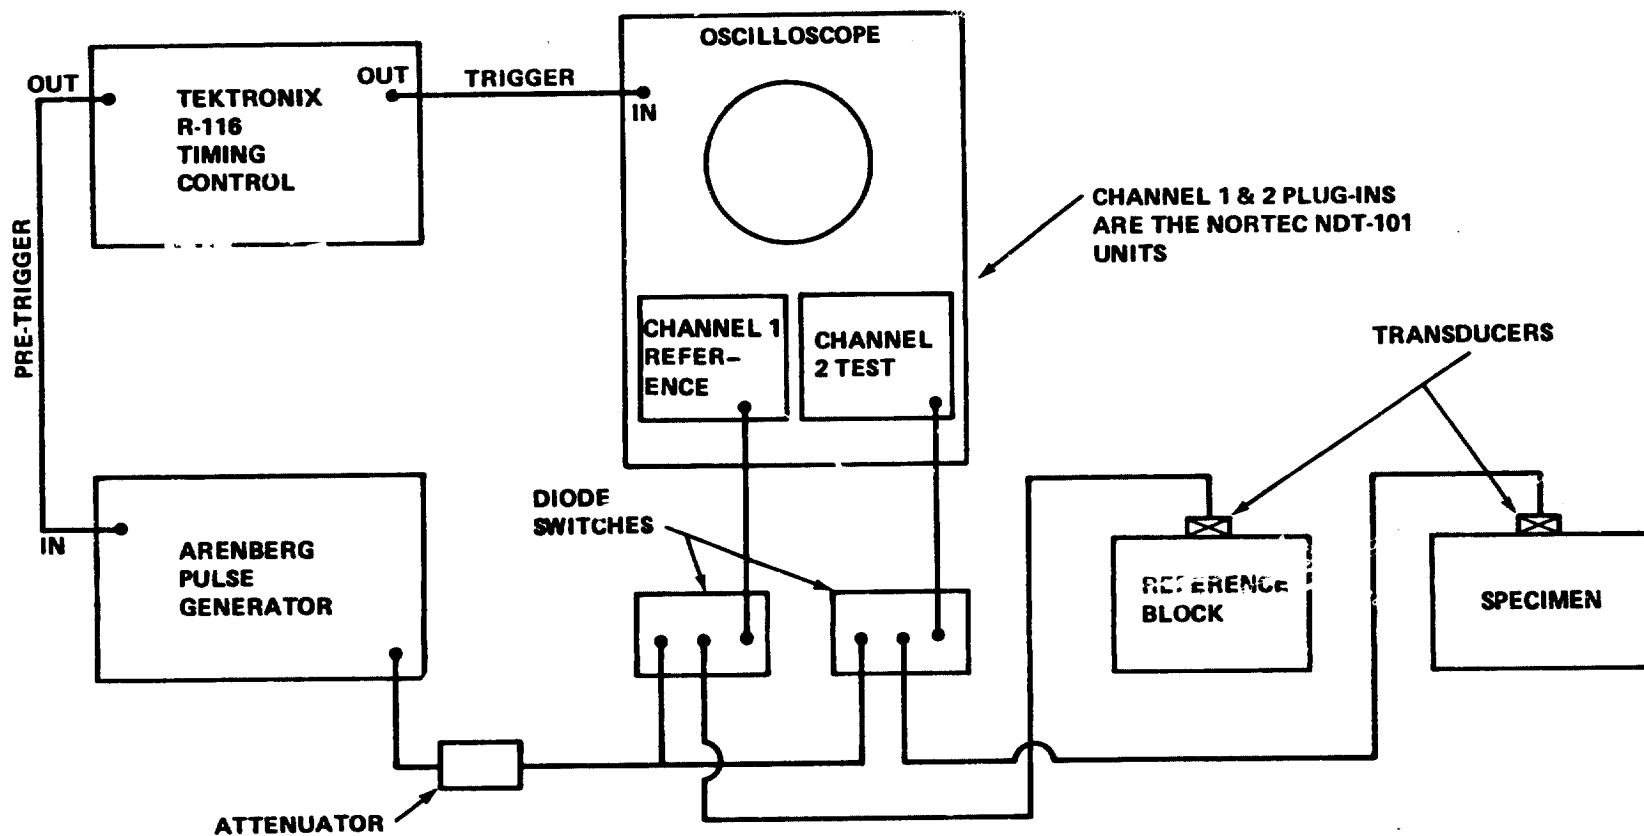 OSCILLOSCOPE
OUT
OUT
TRIGGER
IN
TEKTRONIX
R-116
TIMING
CONTROL
CHANNEL 1 & 2 PLUG-INS
ARE THE NORTEC NDT-101
UNITS
PRE-TRIGGER
CHANNEL 1
REFER-
ENCE
CHANNEL
2 TEST
TRANSDUCERS
DIODE
SWITCHES
IN
ARENBERG
PULSE
GENERATOR
REFERENCE
BLOCK
SPECIMEN
ATTENUATOR